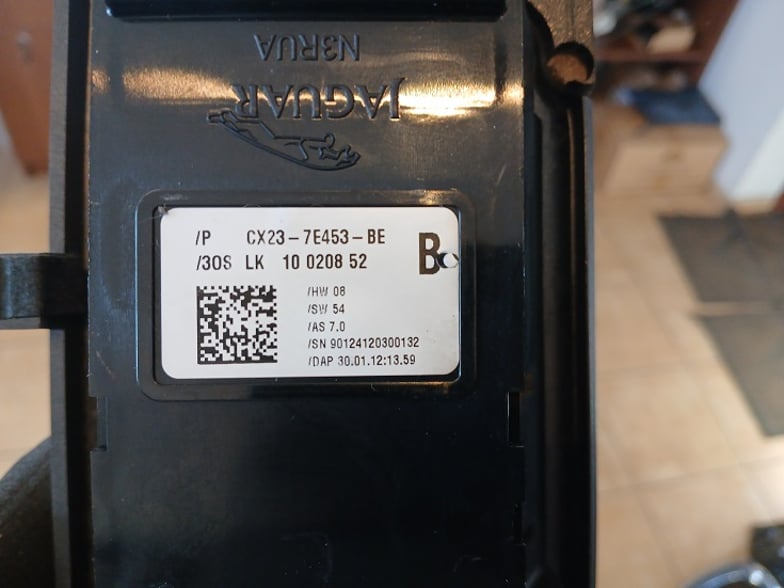 N3RUA
JAGUAR
/P CX23-7E453-BE
/3OS LK 10 0208 52
B
/HW 08
/SW 54
/AS 7.0
/SN 90124120300132
/DAP 30.01.12:13.59